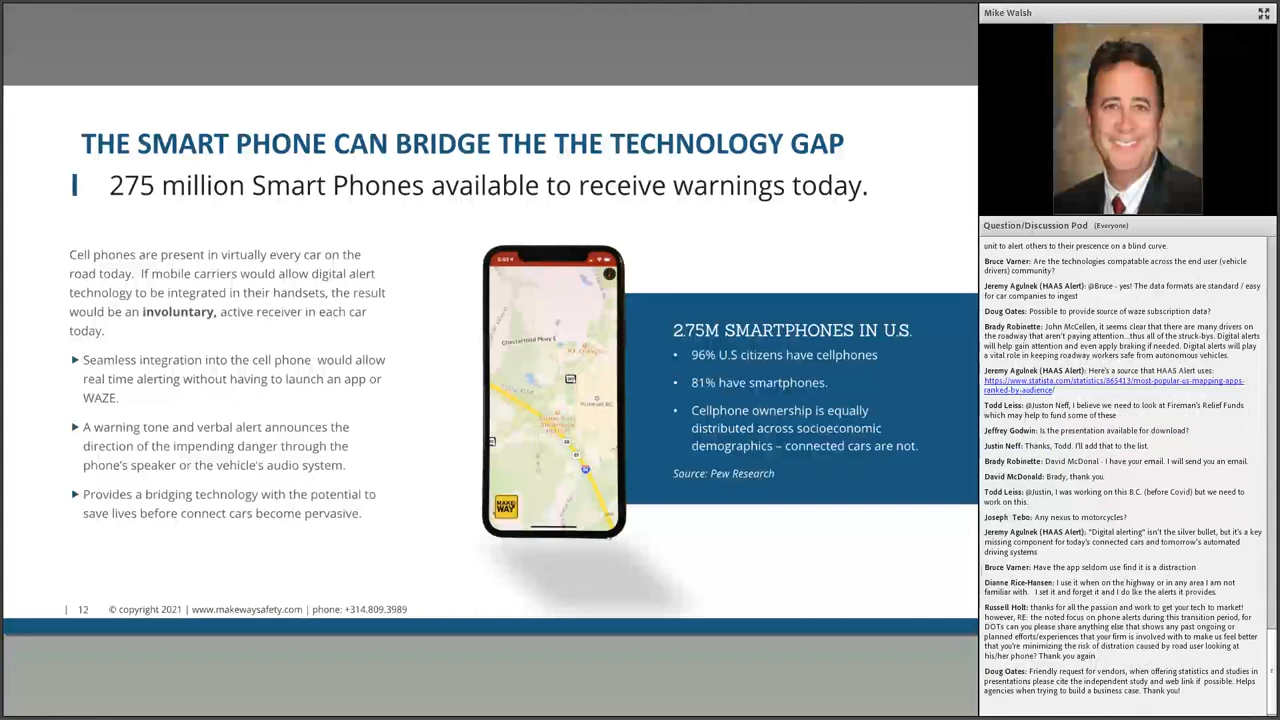 THE SMART PHONE CAN BRIDGE THE THE TECHNOLOGY GAP
275 million Smart Phones available to receive warnings today.
Cell phones are present in virtually every car on the
road today. If mobile carriers would allow digital alert
technology to be integrated in their handsets, the result
would be an involuntary, active receiver in each car
today.
Seamless integration into the cell phone would allow
real time alerting without having to launch an app or
WAZE.
A warning tone and verbal alert announces the
direction of the impending danger through the
phone's speaker or the vehicle's audio system.
Provides a bridging technology with the potential to
save lives before connect cars become pervasive.
MAKE
WAY
2.75M SMARTPHONES IN U.S.
• 96% U.S citizens have cellphones
• 81% have smartphones.
• Cellphone ownership is equally
distributed across socioeconomic
demographics – connected cars are not.
Source: Pew Research
| 12 © copyright 2021 | www.makewaysafety.com | phone: +314.809.3989
Mike Walsh
Question/Discussion Pod (Everyone)
unit to alert others to their prescence on a blind curve.
Bruce Varner: Are the technologies compatable across the end user (vehicle
drivers) community?
Jeremy Agulnek (HAAS Alert): @Bruce - yes! The data formats are standard / easy
for car companies to ingest
Doug Oates: Possible to provide source of waze subscription data?
Brady Robinette: John McCellen, it seems clear that there are many drivers on
the roadway that aren't paying attention...thus all of the struck-bys. Digital alerts
will help gain attention and even apply braking if needed. Digital alerts will play
a vital role in keeping roadway workers safe from autonomous vehicles.
Jeremy Agulnek (HAAS Alert): Here's a source that HAAS Alert uses:
https://www.statista.com/statistics/865413/most-popular-us-mapping-apps-
ranked-by-audience/
Todd Leiss: @Juston Neff, I believe we need to look at Fireman's Relief Funds
which may help to fund some of these
Jeffrey Godwin: Is the presentation available for download?
Justin Neff: Thanks, Todd. I'll add that to the list.
Brady Robinette: David McDonal - I have your email. I will send you an email.
David McDonald: Brady, thank you
Todd Leiss: @Justin, I was working on this B.C. (before Covid) but we need to
work on this.
Joseph Tebo: Any nexus to motorcycles?
Jeremy Agulnek (HAAS Alert): "Digital alerting" isn't the silver bullet, but it's a key
missing component for today's connected cars and tomorrow's automated
driving systems
Bruce Varner: Have the app seldom use find it is a distraction
Dianne Rice-Hansen: I use it when on the highway or in any area I am not
familiar with. I set it and forget it and I do lke the alerts it provides.
Russell Holt: thanks for all the passion and work to get your tech to market!
however, RE: the noted focus on phone alerts during this transition period, for
DOTs can you please share anything else that shows any past ongoing or
planned efforts/experiences that your firm is involved with to make us feel better
that you're minimizing the risk of distration caused by road user looking at
his/her phone? Thank you again
Doug Oates: Friendly request for vendors, when offering statistics and studies in
presentations please cite the independent study and web link if possible. Helps
agencies when trying to build a business case. Thank you!